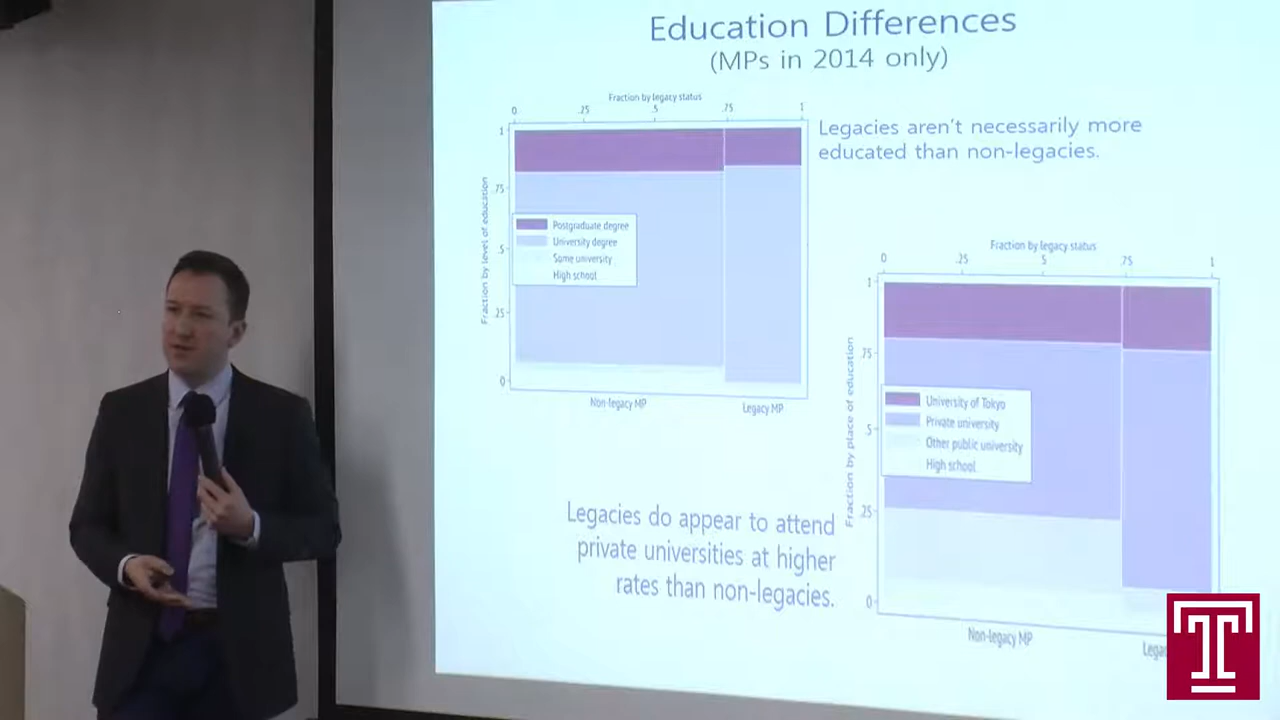 Education Differences
(MPs in 2014 only)
Fraction by legacy status
0 .25 .5 .75 1
Fraction by level of education
1
.75
.5
.25
0
Postgraduate degree
University degree
Some university
High school
Non-legacy MP Legacy MP
Legacies aren't necessarily more
educated than non-legacies.
Fraction by legacy status
0 .25 .5 .75 1
Fraction by place of education
1
.75
.5
.25
0
University of Tokyo
Private university
Other public university
High school
Non-legacy MP Lega
Legacies do appear to attend
private universities at higher
rates than non-legacies.
T